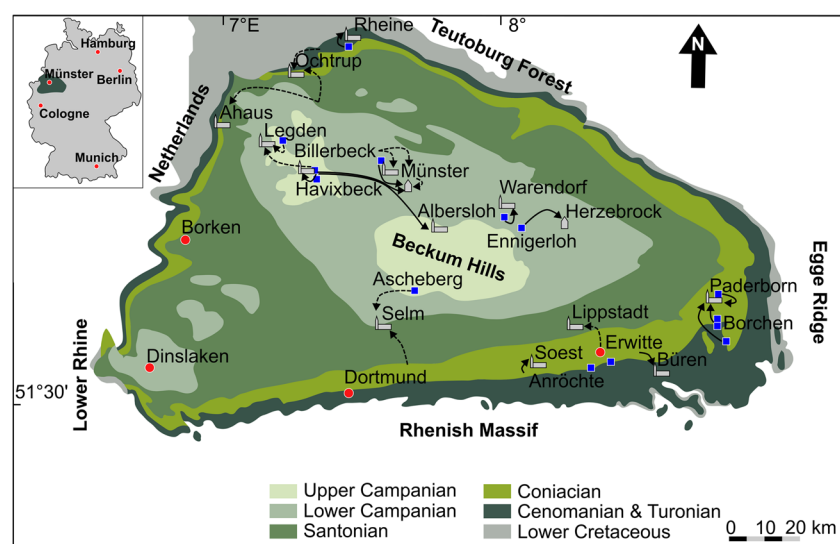 7°E
8°
N
Hamburg
Münster
Berlin
Cologne
Munich
Rheine
Teutoburg Forest
Ochtrup
Netherlands
Ahaus
Legden
Billerbeck
Münster
Havixbeck
Warendorf
Albersloh
Herzebrock
Borken
Ennigerloh
Beckum Hills
Egge Ridge
Ascheberg
Paderborn
Selm
Lippstadt
Borchen
Lower Rhine
Erwitte
Dinslaken
Soest
Büren
Dortmund
Anröchte
51°30'
Rhenish Massif
Upper Campanian
Lower Campanian
Santonian
Coniacian
Cenomanian & Turonian
Lower Cretaceous
0 10 20 km